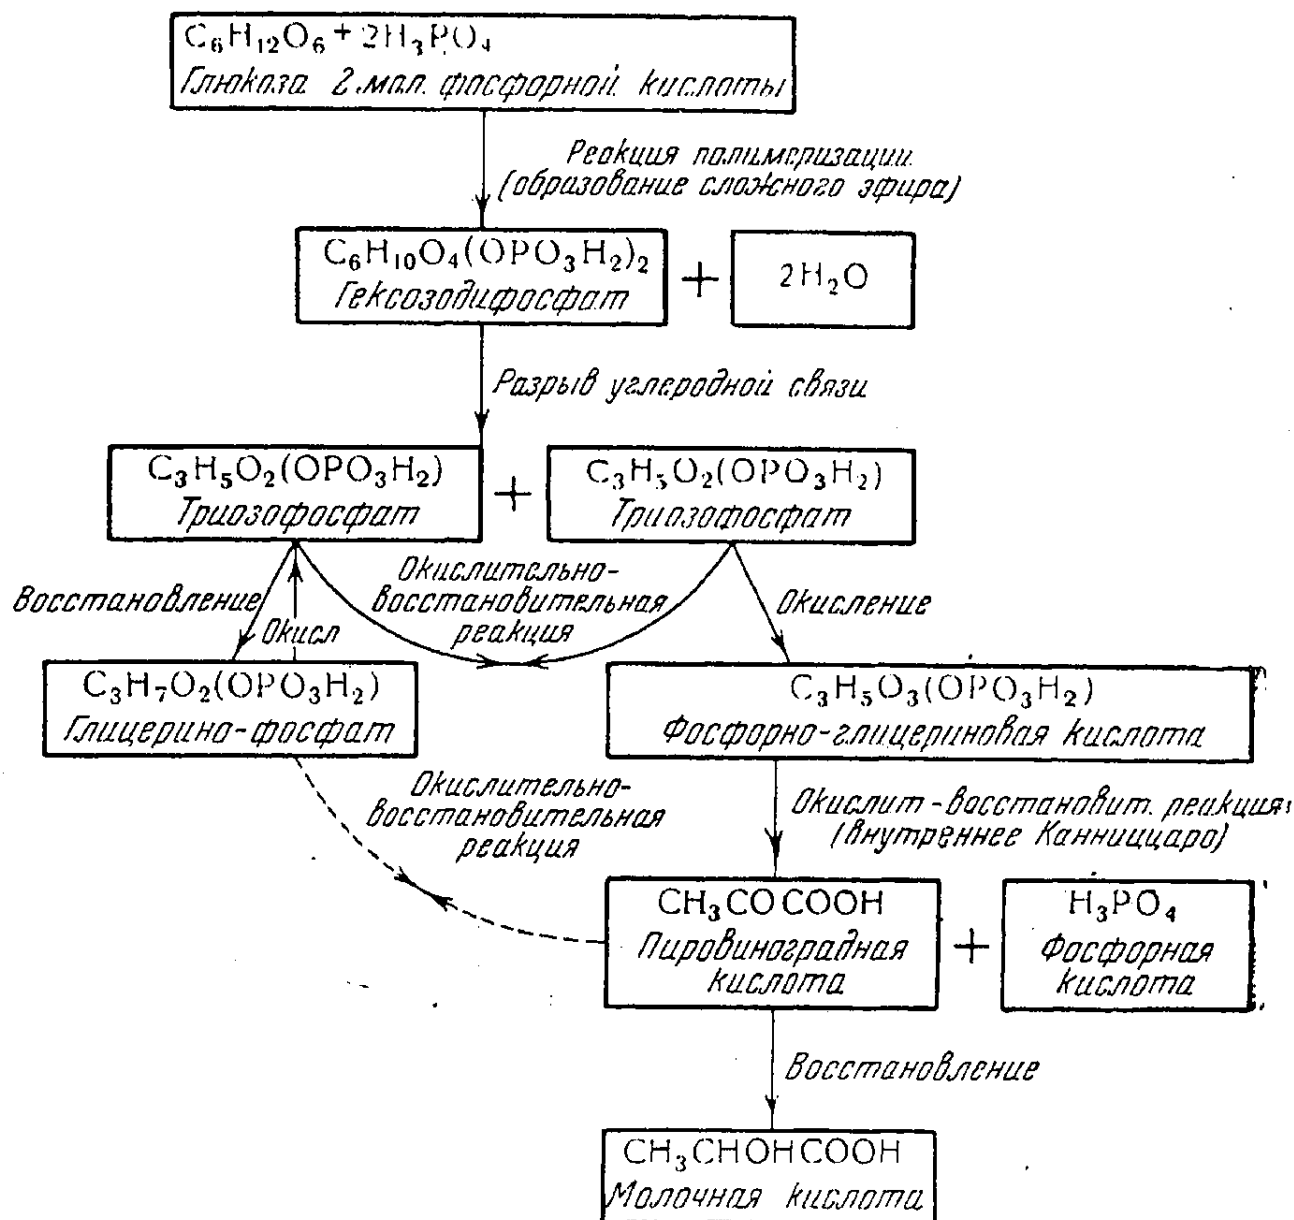 C₆H₁₂O₆ + 2H₃PO₄
Глюкоза 2.мол. фосфорной кислоты
Реакция полимеризации
(образование сложного эфира)
C₆H₁₀O₄(OPO₃H₂)₂ + 2H₂O
Гексозодифосфат
Разрыв углеродной связи
C₃H₅O₂(OPO₃H₂) + C₃H₅O₂(OPO₃H₂)
Триозофосфат Триозофосфат
Восстановление
Окисл
Окислительно-
восстановительная
реакция
Окисление
C₃H₇O₂(OPO₃H₂)
Глицерино-фосфат
C₃H₅O₃(OPO₃H₂)
Фосфорно-глицериновая кислота
Окислительно-
восстановительная
реакция
Окислит-восстановит. реакция
(внутреннее Канниццаро)
CH₃COCOOH
Пировиноградная
кислота
+
H₃PO₄
Фосфорная
кислота
Восстановление
CH₃CHOHCOOH
Молочная кислота